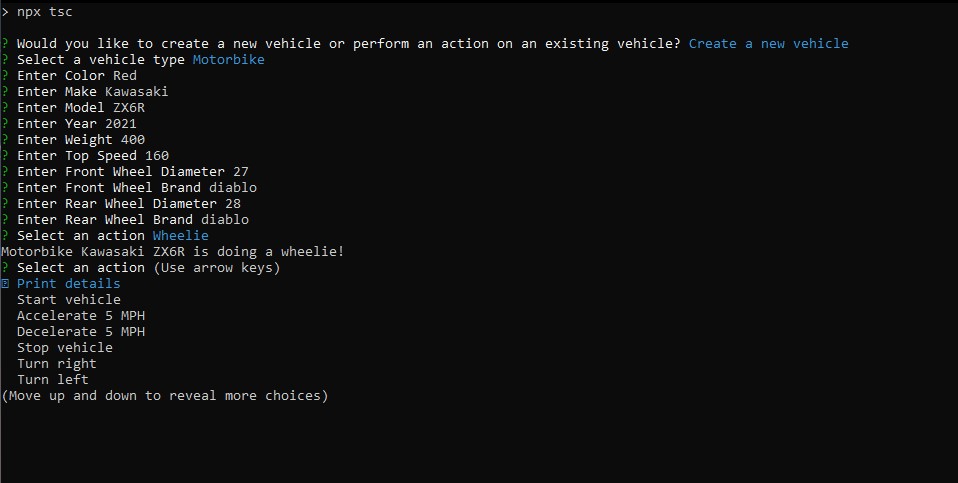 > npx tsc
? Would you like to create a new vehicle or perform an action on an existing vehicle? Create a new vehicle
? Select a vehicle type Motorbike
? Enter Color Red
? Enter Make Kawasaki
? Enter Model ZX6R
? Enter Year 2021
? Enter Weight 400
? Enter Top Speed 160
? Enter Front Wheel Diameter 27
? Enter Front Wheel Brand diablo
? Enter Rear Wheel Diameter 28
? Enter Rear Wheel Brand diablo
? Select an action Wheelie
Motorbike Kawasaki ZX6R is doing a wheelie!
? Select an action (Use arrow keys)
Print details
Start vehicle
Accelerate 5 MPH
Decelerate 5 MPH
Stop vehicle
Turn right
Turn left
(Move up and down to reveal more choices)